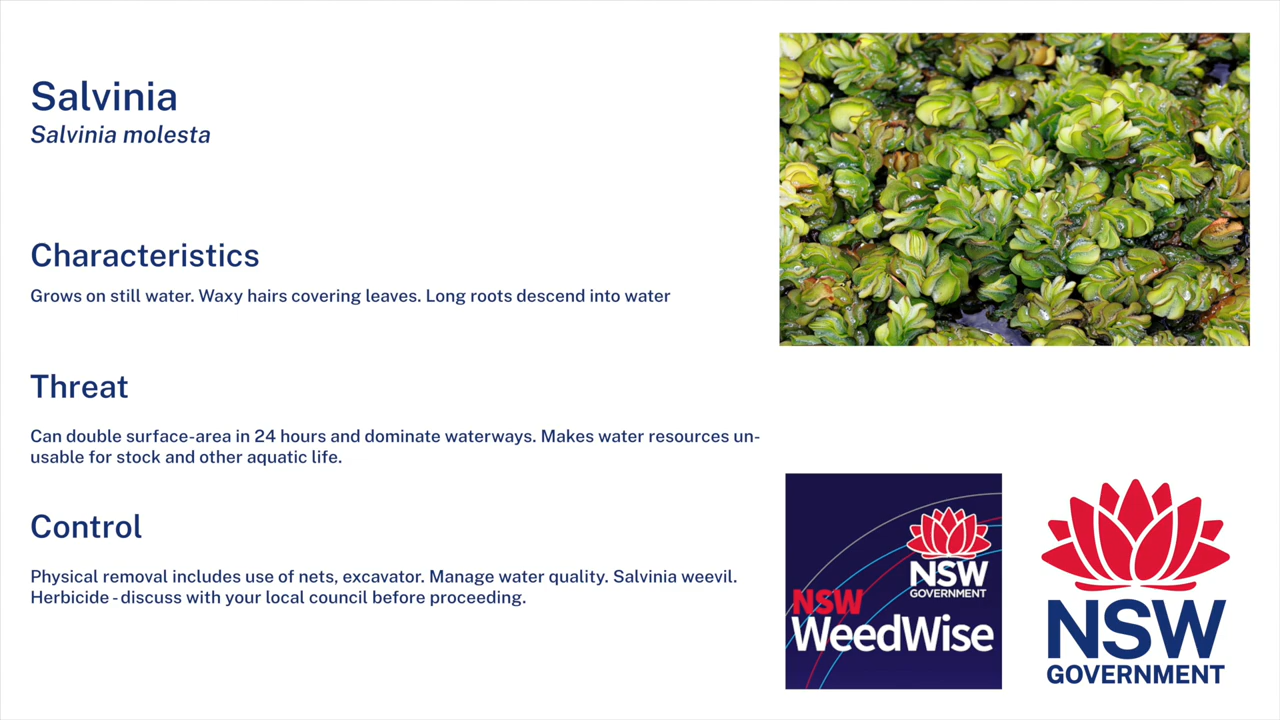 Salvinia
Salvinia molesta
Characteristics
Grows on still water. Waxy hairs covering leaves. Long roots descend into water
Threat
Can double surface-area in 24 hours and dominate waterways. Makes water resources un-
usable for stock and other aquatic life.
Control
Physical removal includes use of nets, excavator. Manage water quality. Salvinia weevil.
Herbicide - discuss with your local council before proceeding.
NSW
GOVERNMENT
NSW
WeedWise
NSW
GOVERNMENT